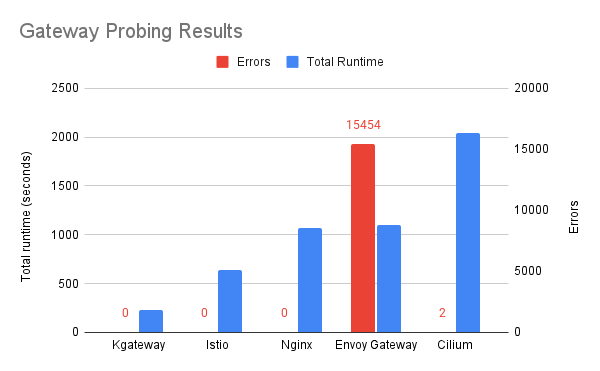 Gateway Probing Results
Errors Total Runtime
2500 20000
15454
2000
15000
1500
10000
1000
5000
500
0 0 0 2
0 0
Total runtime (seconds)
Errors
Kgateway Istio Nginx Envoy Gateway Cilium